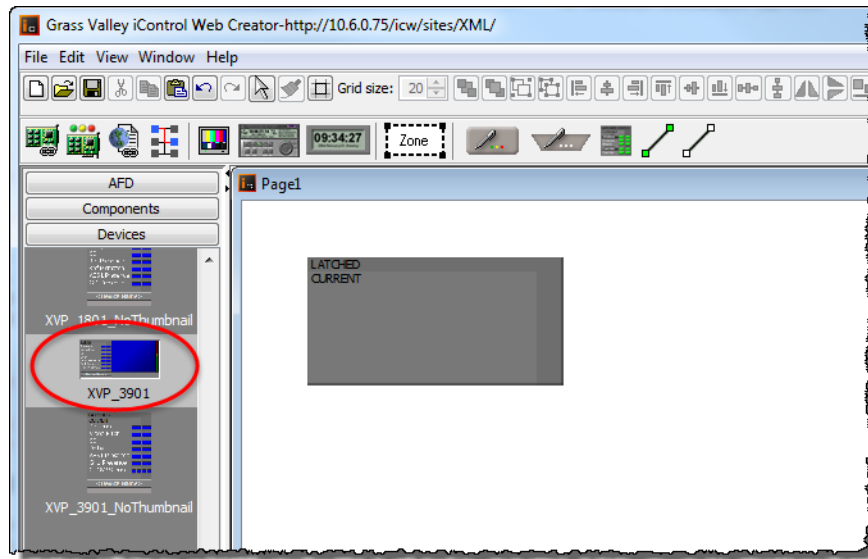 Grass Valley iControl Web Creator-http://10.6.0.75/icw/sites/XML/
File Edit View Window Help
Grid size: 20
09:34:27
Zone
AFD
Components
Devices
XVP_1801_NoThumbnail
XVP_3901
XVP_3901_NoThumbnail
Page1
LATCHED
CURRENT